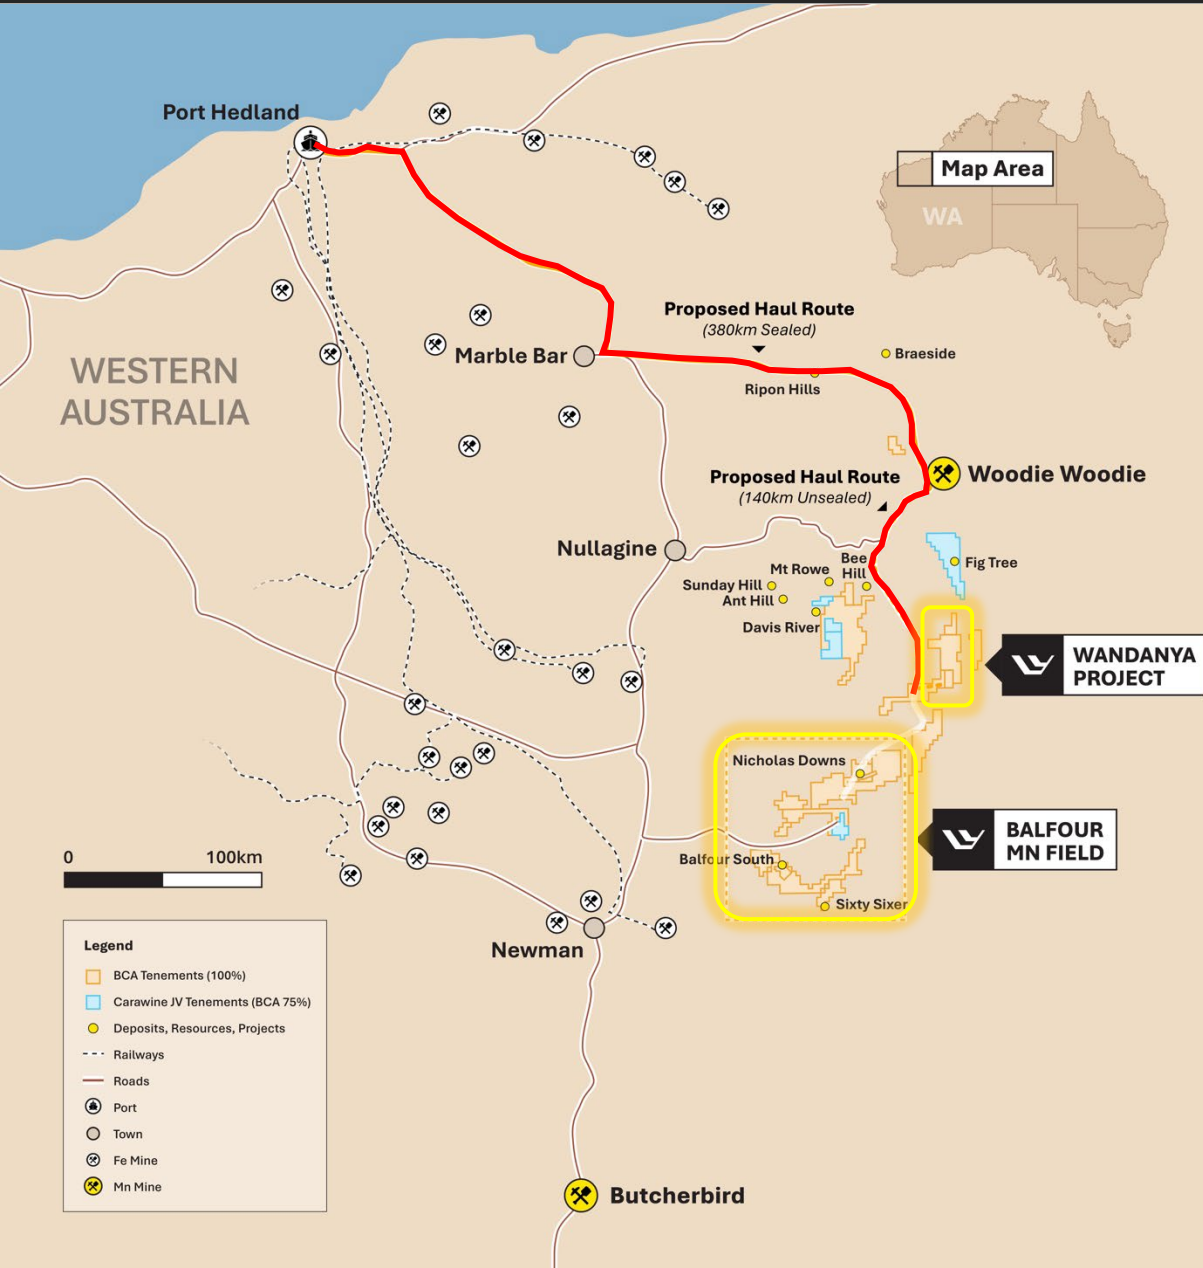 Port Hedland
Map Area
WA
Proposed Haul Route
(380km Sealed)
Braeside
Marble Bar
WESTERN
AUSTRALIA
Ripon Hills
Proposed Haul Route
(140km Unsealed)
Woodie Woodie
Nullagine
Bee
Hill
Mt Rowe
Fig Tree
Sunday Hill
Ant Hill
Davis River
WANDANYA
PROJECT
Nicholas Downs
BALFOUR
MN FIELD
0 100km
Balfour South
Sixty Sixer
Newman
Legend
BCA Tenements (100%)
Carawine JV Tenements (BCA 75%)
Deposits, Resources, Projects
Railways
Roads
Port
Town
Fe Mine
Mn Mine
Butcherbird